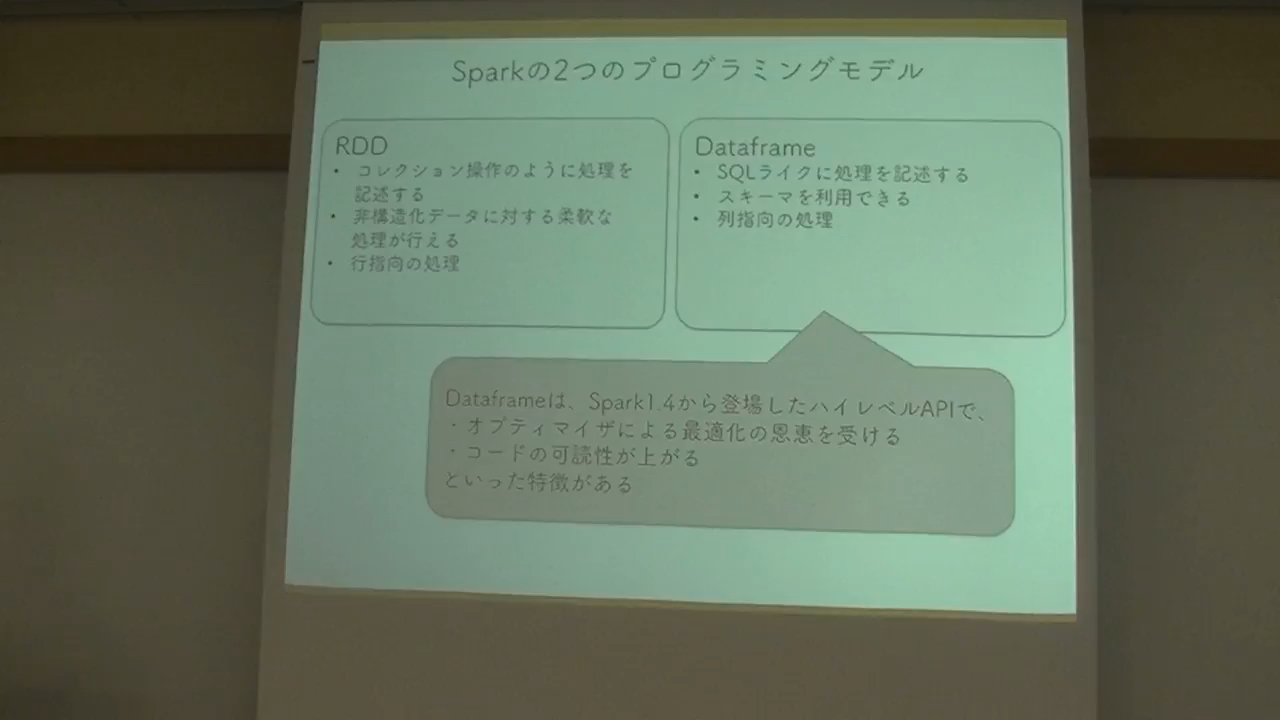 Sparkの2つのプログラミングモデル
RDD
• コレクション操作のように処理を
記述する
• 非構造化データに対する柔軟な
処理が行える
• 行指向の処理
Dataframe
• SQLライクに処理を記述する
• スキーマを利用できる
• 列指向の処理
Dataframeは、Spark1.4から登場したハイレベルAPIで、
・オプティマイザによる最適化の恩恵を受ける
・コードの可読性が上がる
といった特徴がある